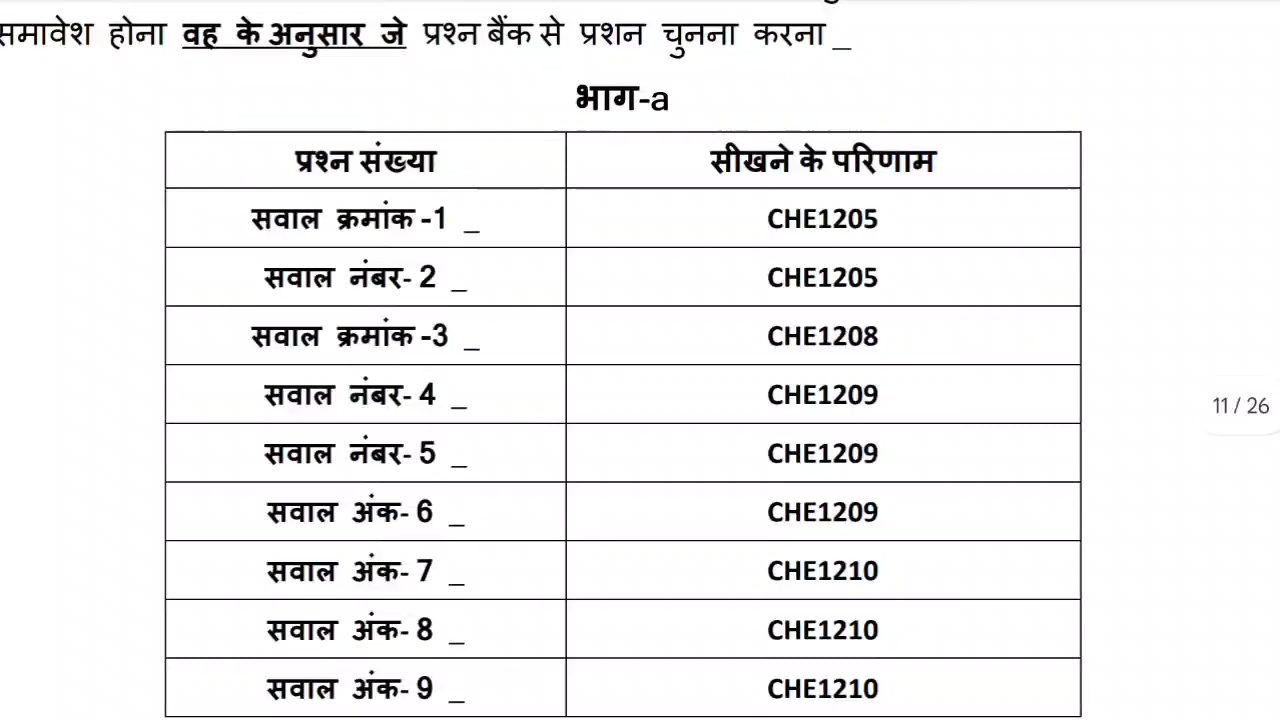 समावेश होना वह के अनुसार जे प्रश्न बैंक से प्रशन चुनना करना _
भाग-a
प्रश्न संख्या सीखने के परिणाम
सवाल क्रमांक -1 _ CHE1205
सवाल नंबर- 2 _ CHE1205
सवाल क्रमांक -3 _ CHE1208
सवाल नंबर- 4 _ CHE1209
सवाल नंबर- 5 _ CHE1209
सवाल अंक- 6 _ CHE1209
सवाल अंक- 7 _ CHE1210
सवाल अंक- 8 _ CHE1210
सवाल अंक- 9 _ CHE1210
11 / 26